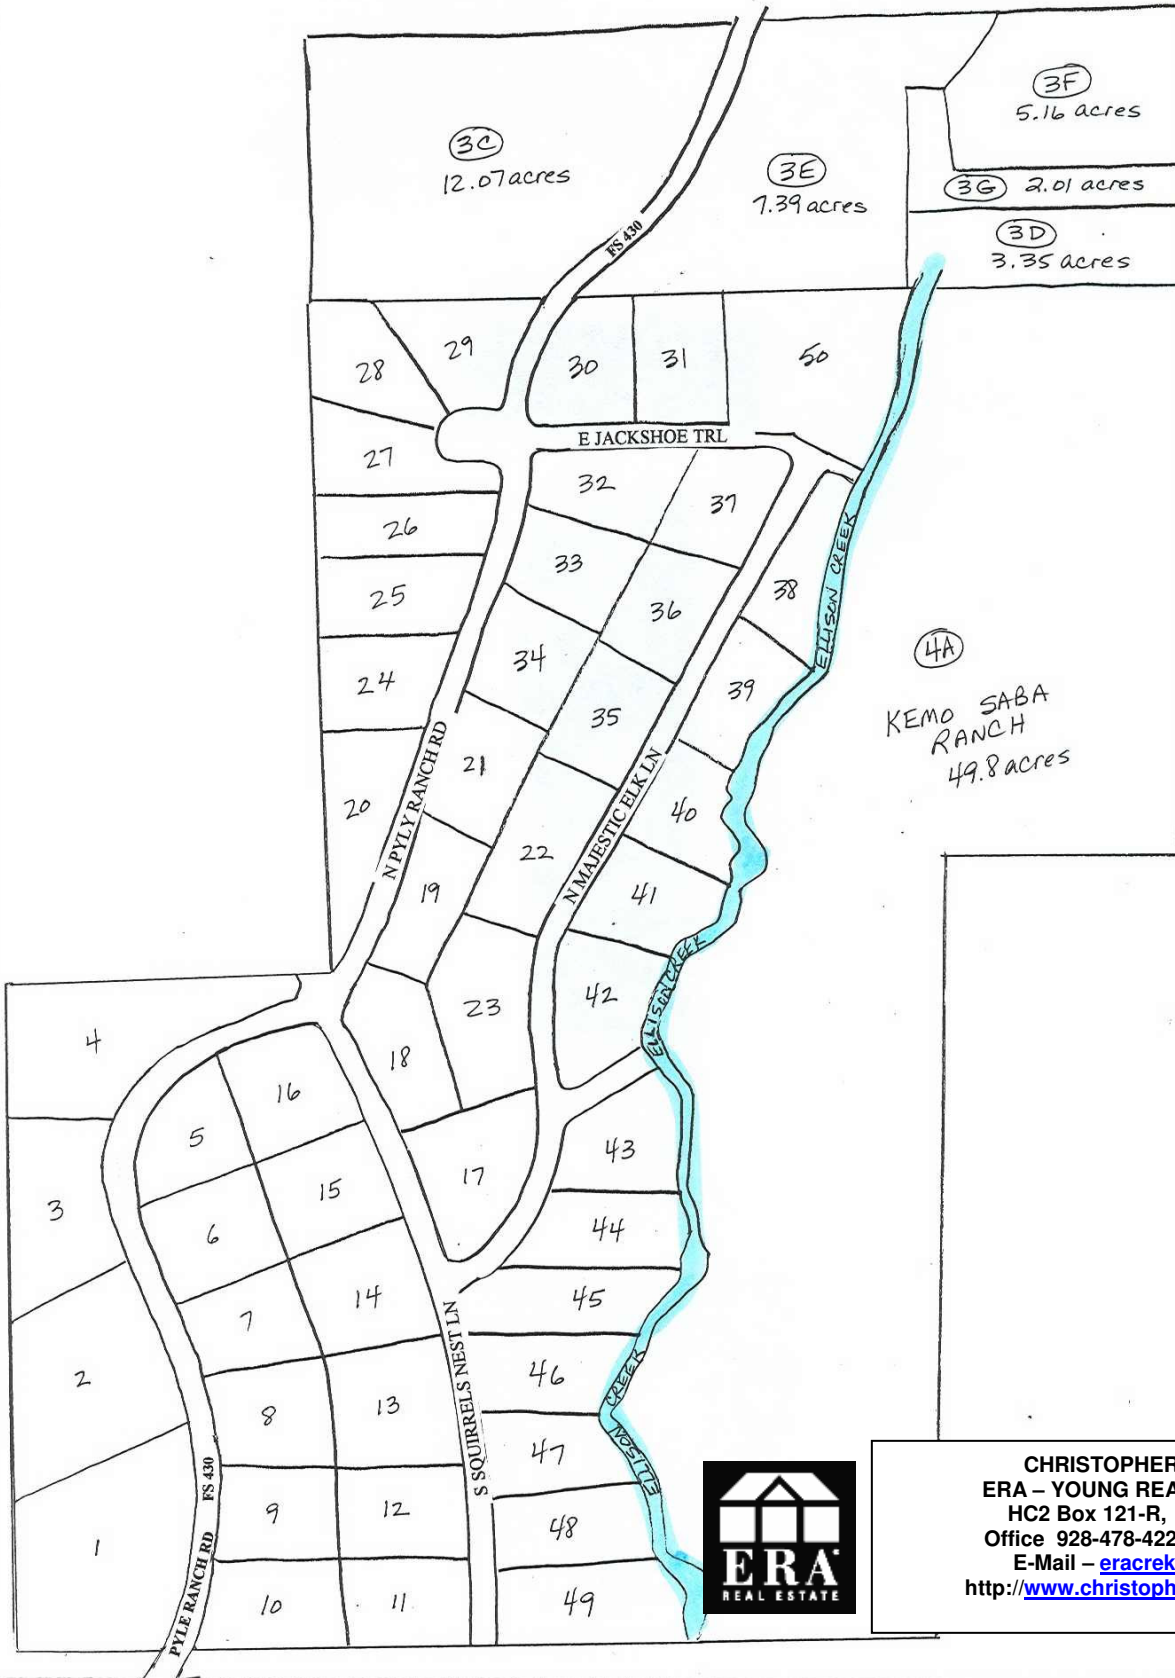 3C
12.07 acres
3E
7.39 acres
3F
5.16 acres
3G 2.01 acres
3D
3.35 acres
FS 430
28
29
30
31
50
E JACKSHOE TRL
27
32
37
26
33
38
ELLISON CREEK
25
36
34
39
24
35
4A
KEMO SABA
RANCH
49.8 acres
N PYLY RANCH RD
21
20
N MAJESTIC ELK LN
40
22
19
41
ELLISON CREEK
42
23
4
18
16
5
43
17
15
3
6
44
14
45
7
S SQUIRRELS NEST LN
2
46
ELLISON CREEK
13
8
47
FS 430
9
12
48
1
PYLE RANCH RD
10
11
49
ERA
REAL ESTATE
CHRISTOPHER
ERA – YOUNG REA
HC2 Box 121-R,
Office 928-478-422
E-Mail – eracrek
http://www.christoph